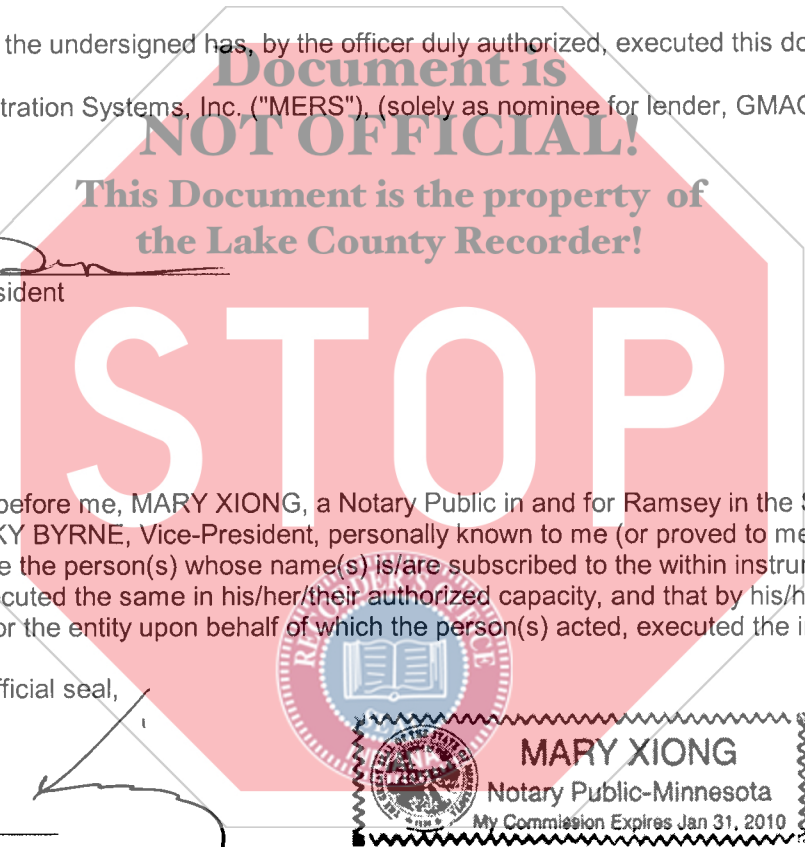 the undersigned has, by the officer duly authorized, executed this do
Document is
tration Systems, Inc. ("MERS"), (solely as nominee for lender, GMAC
NOT OFFICIAL!
This Document is the property of
the Lake County Recorder!
sident
STOP
before me, MARY XIONG, a Notary Public in and for Ramsey in the S
KY BYRNE, Vice-President, personally known to me (or proved to me
e the person(s) whose name(s) is/are subscribed to the within instrum
cuted the same in his/her/their authorized capacity, and that by his/h
or the entity upon behalf of which the person(s) acted, executed the i
RECORDER'S OFFICE
SEAL
fficial seal,
MARY XIONG
Notary Public-Minnesota
My Commission Expires Jan 31, 2010